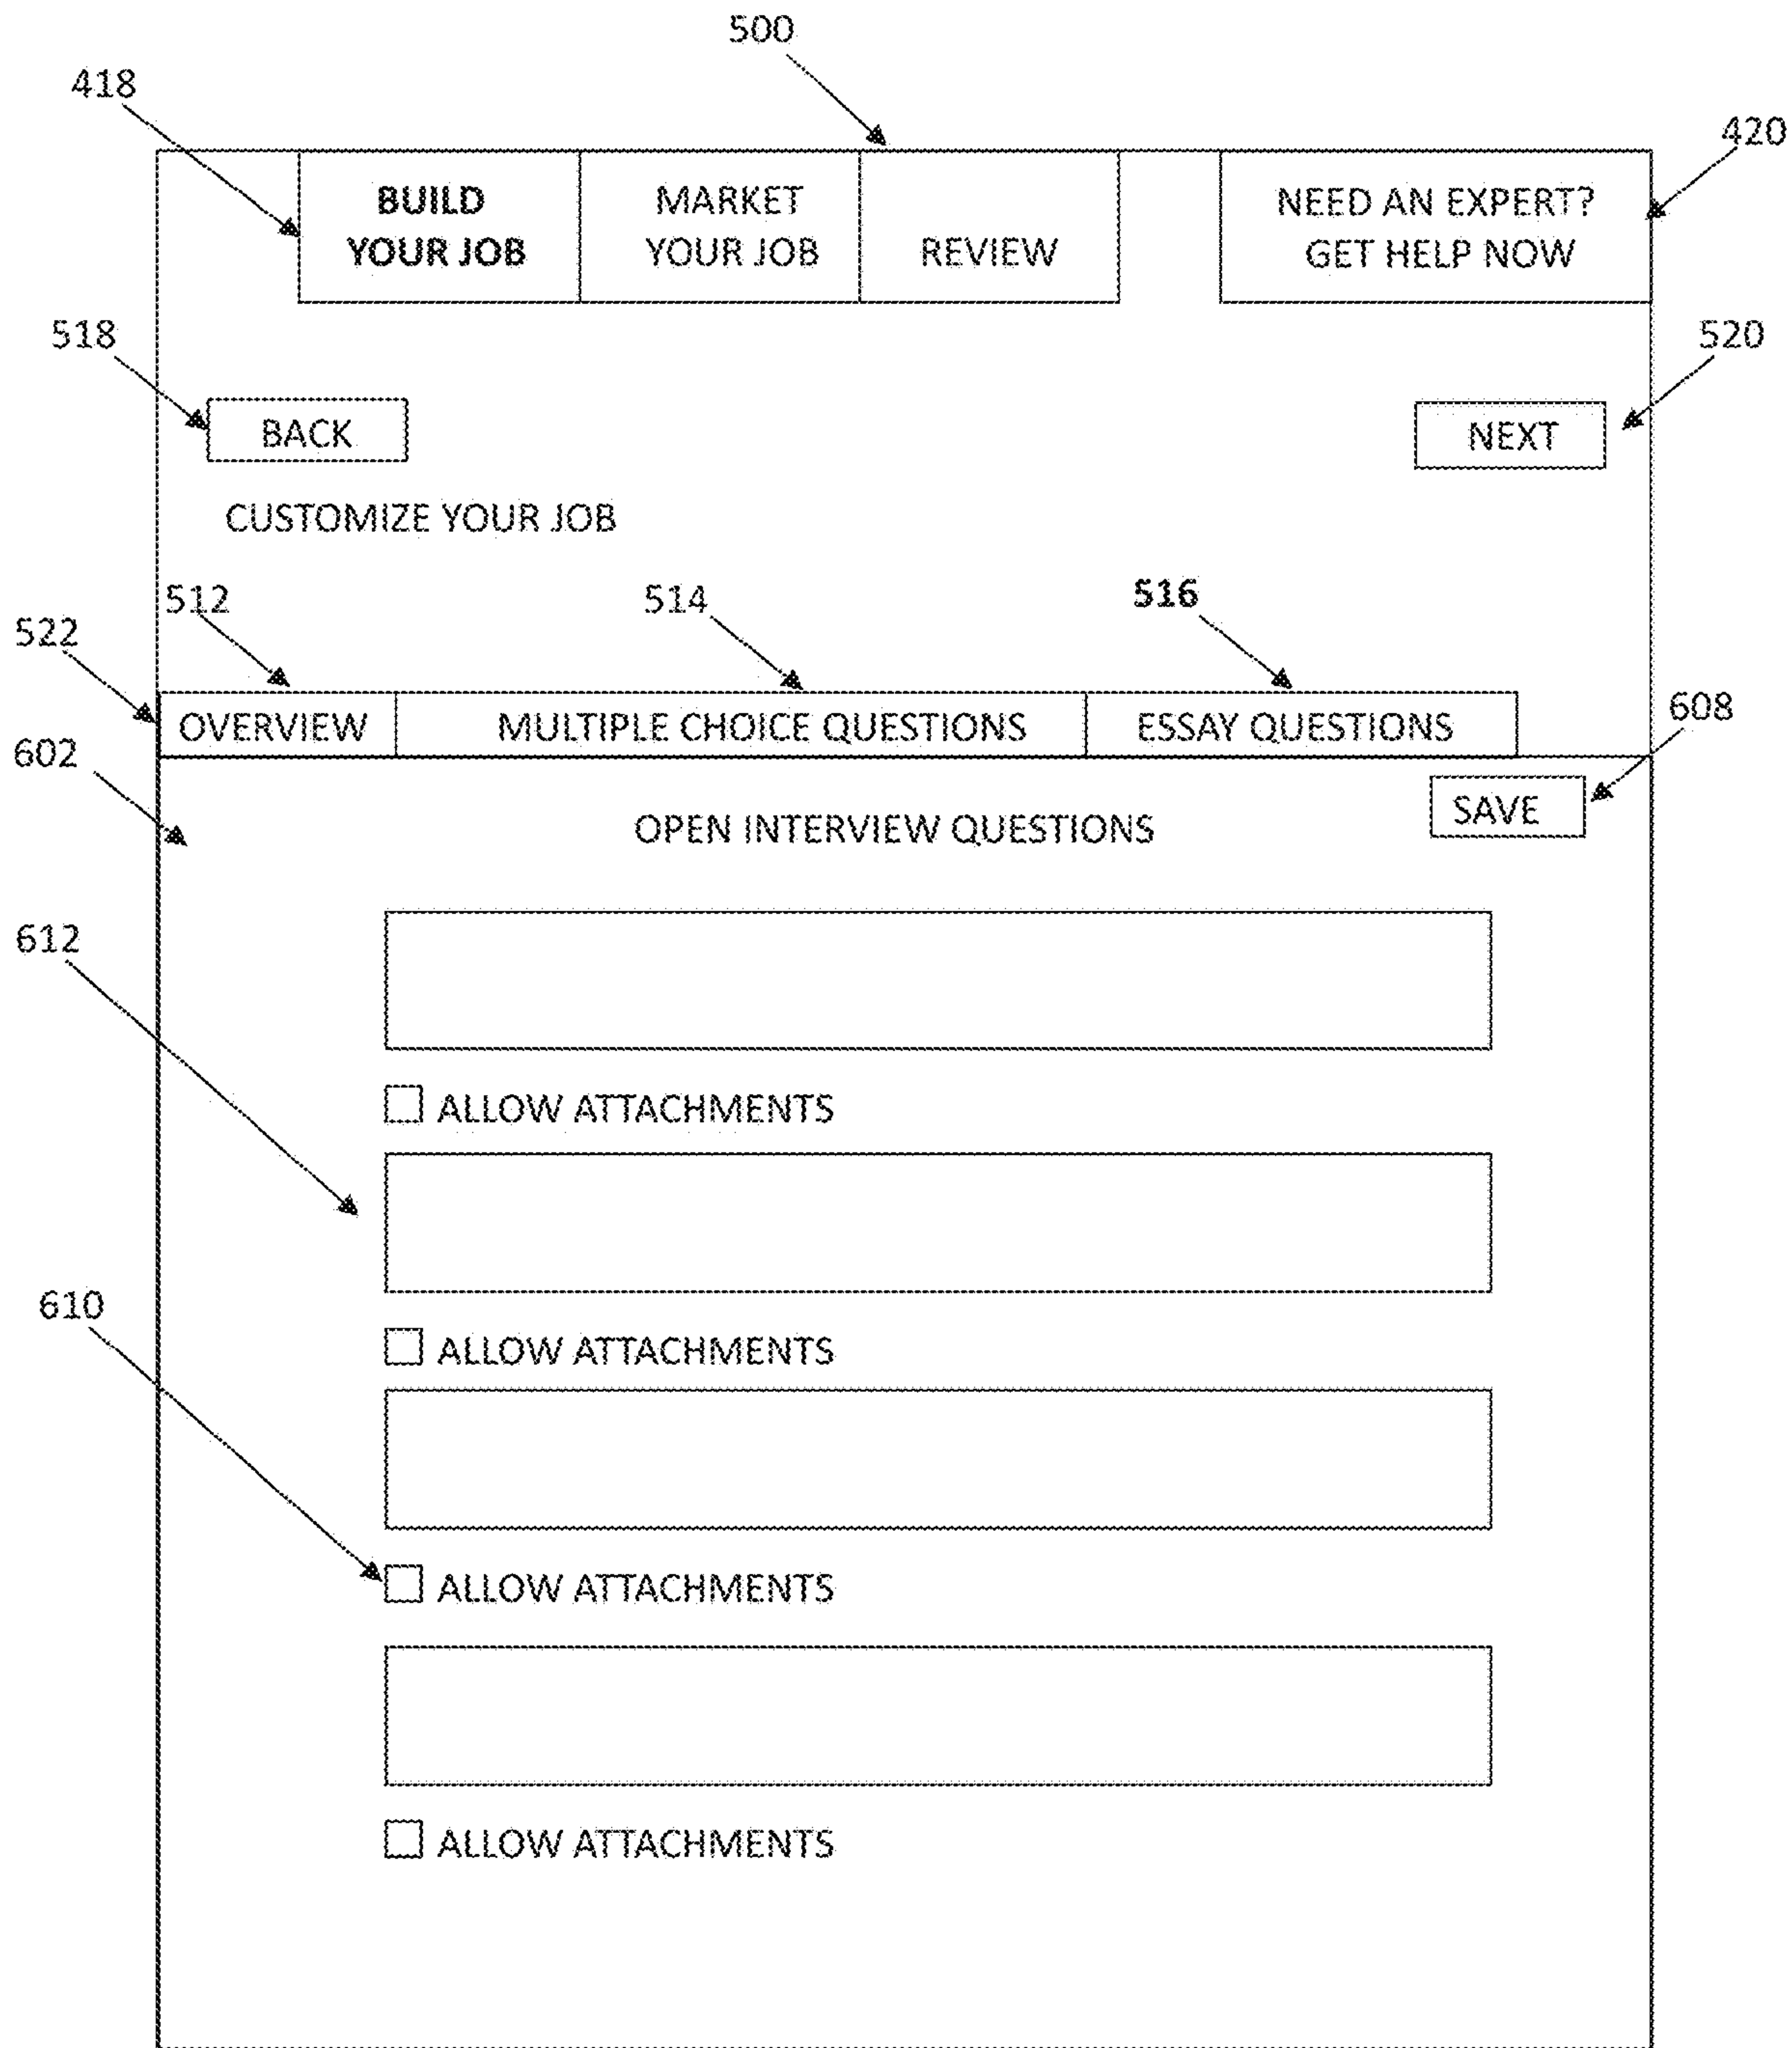 500
418
420
BUILD
YOUR JOB
MARKET
YOUR JOB
REVIEW
NEED AN EXPERT?
GET HELP NOW
518
520
BACK
NEXT
CUSTOMIZE YOUR JOB
512
514
516
522
OVERVIEW
MULTIPLE CHOICE QUESTIONS
ESSAY QUESTIONS
608
602
SAVE
OPEN INTERVIEW QUESTIONS
612
ALLOW ATTACHMENTS
610
ALLOW ATTACHMENTS
ALLOW ATTACHMENTS
ALLOW ATTACHMENTS